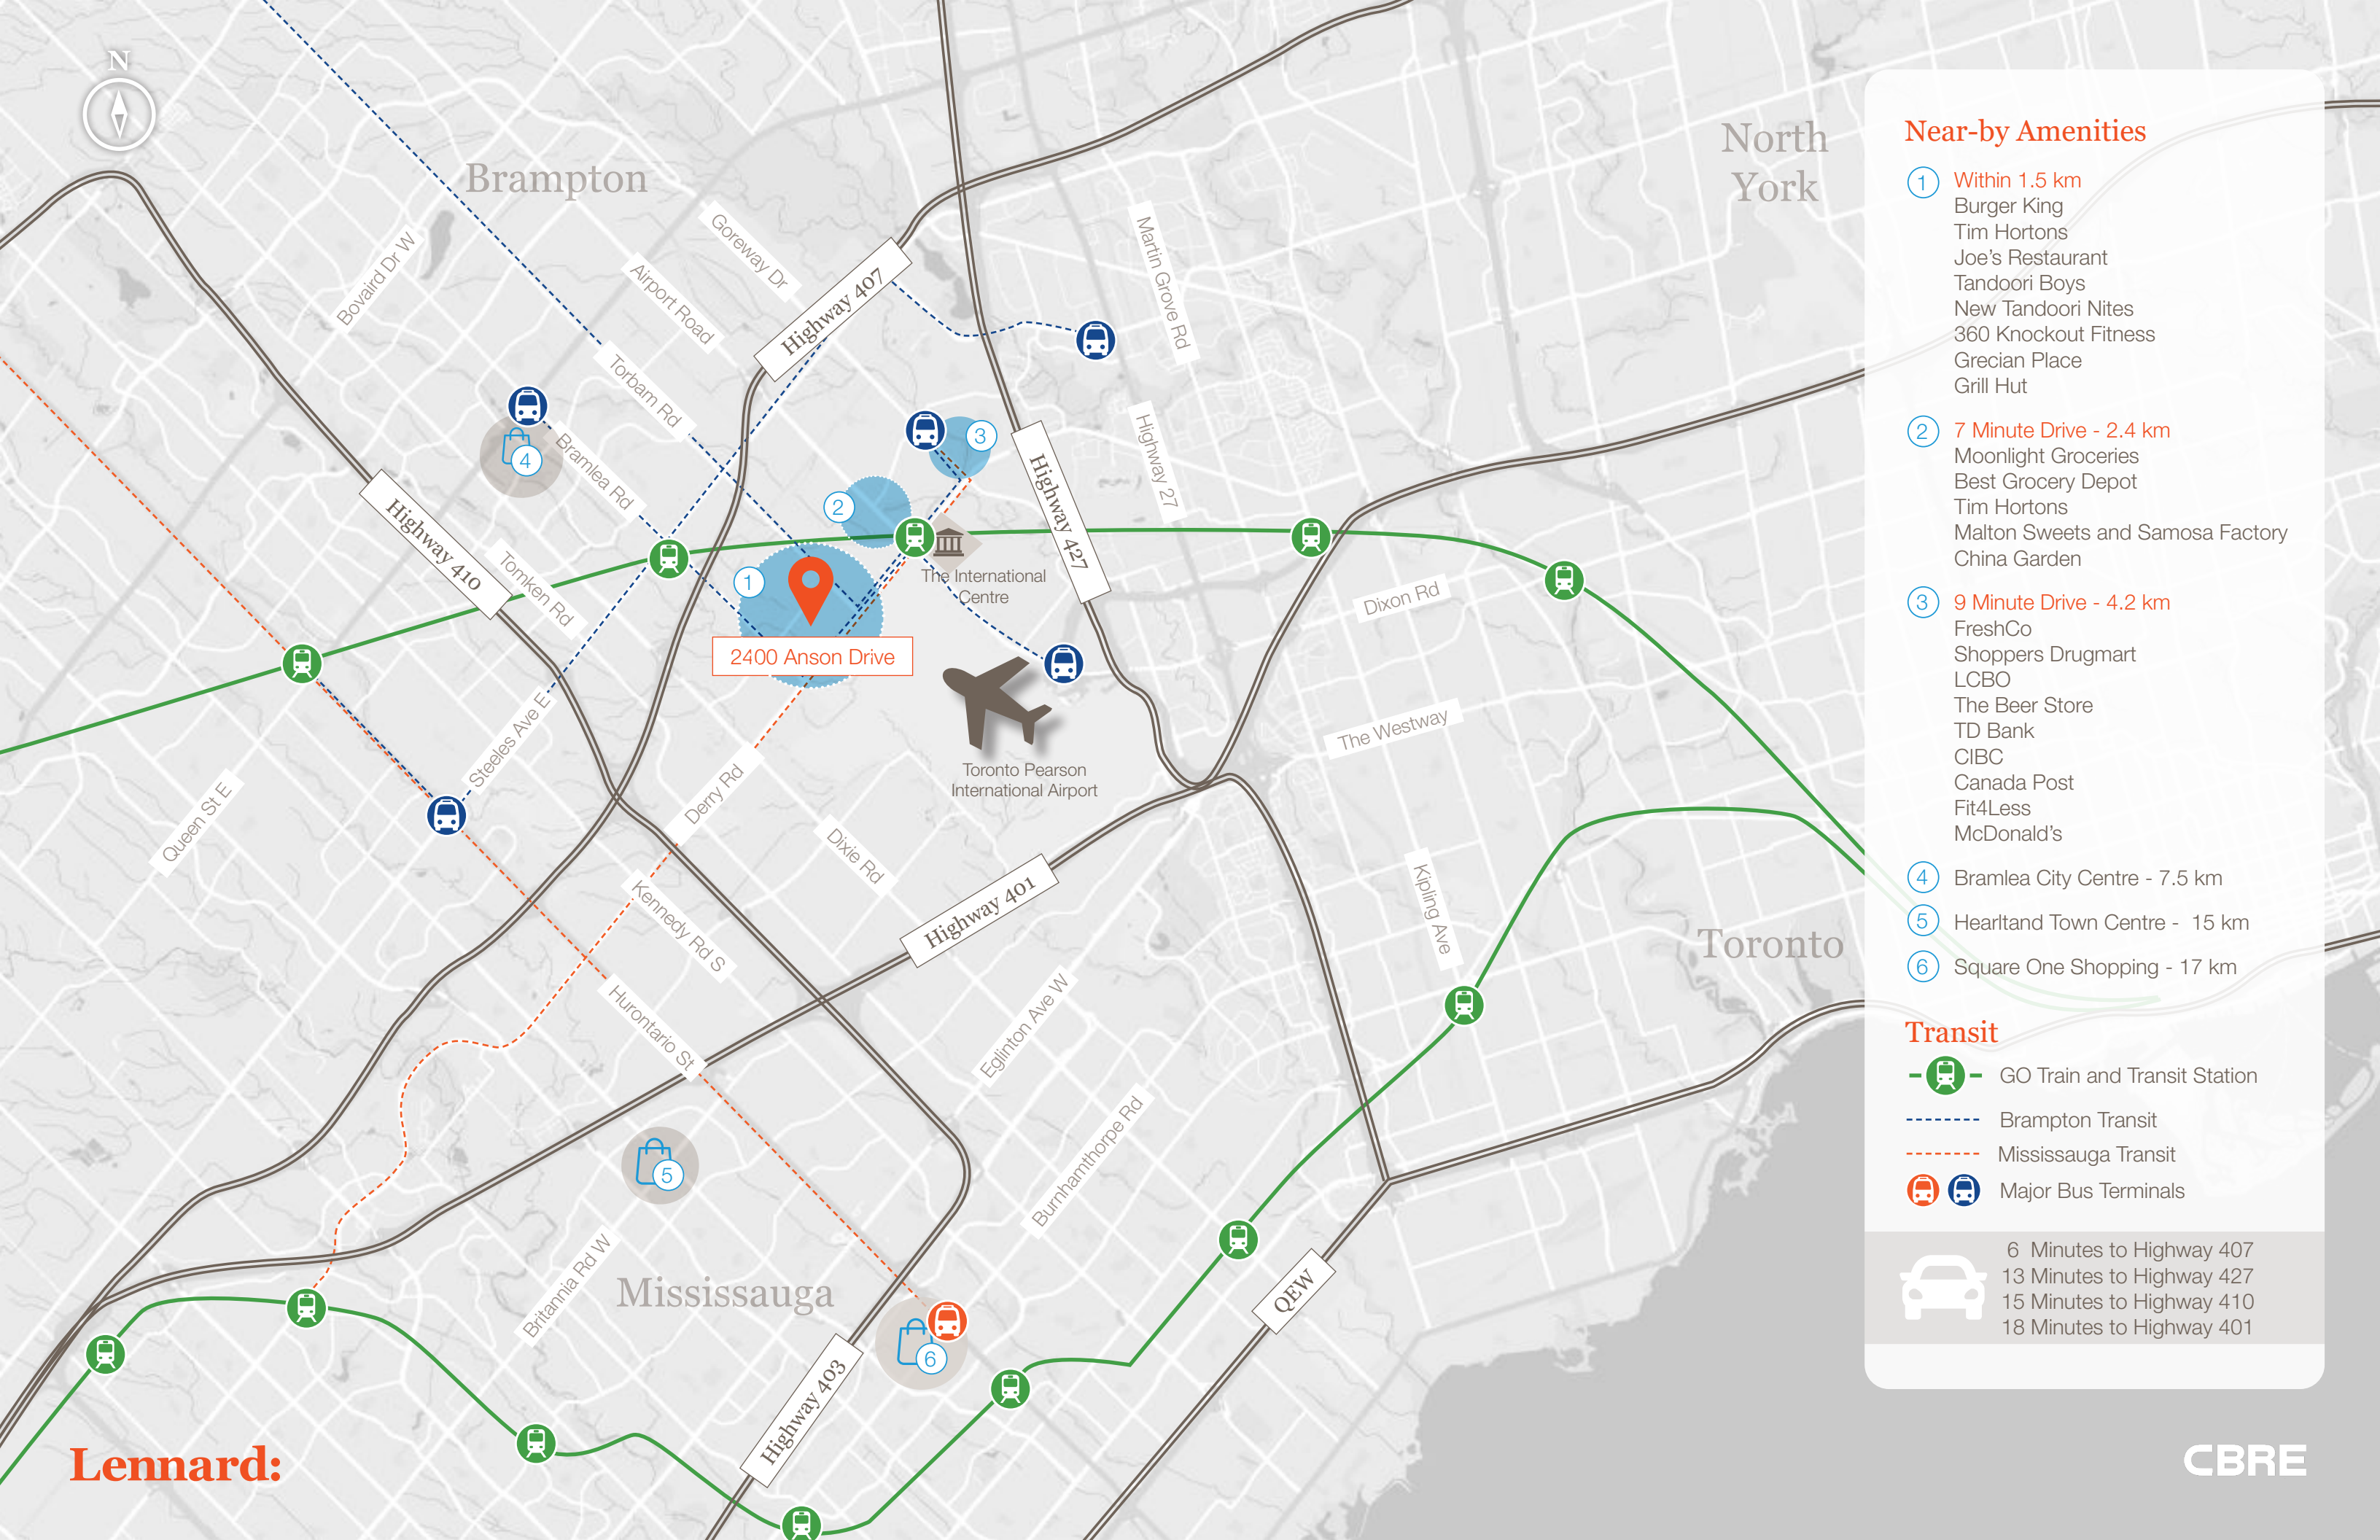 N
Brampton
North
York
Bovaird Dr W
Goreway Dr
Airport Road
Torbam Rd
Highway 407
Martin Grove Rd
4
Bramlea Rd
3
2
Highway 27
Highway 427
Highway 410
Tomken Rd
1
The International
Centre
2400 Anson Drive
Dixon Rd
The Westway
Steeles Ave E
Queen St E
Derry Rd
Toronto Pearson
International Airport
Dixie Rd
Kennedy Rd S
Highway 401
Kipling Ave
Toronto
Hurontario St
Eglinton Ave W
Burnhamthorpe Rd
5
Britannia Rd W
Mississauga
6
Highway 403
QEW
Lennard:
Near-by Amenities
1 Within 1.5 km
Burger King
Tim Hortons
Joe's Restaurant
Tandoori Boys
New Tandoori Nites
360 Knockout Fitness
Grecian Place
Grill Hut
2 7 Minute Drive - 2.4 km
Moonlight Groceries
Best Grocery Depot
Tim Hortons
Malton Sweets and Samosa Factory
China Garden
3 9 Minute Drive - 4.2 km
FreshCo
Shoppers Drugmart
LCBO
The Beer Store
TD Bank
CIBC
Canada Post
Fit4Less
McDonald's
4 Bramlea City Centre - 7.5 km
5 Hearltand Town Centre - 15 km
6 Square One Shopping - 17 km
Transit
GO Train and Transit Station
Brampton Transit
Mississauga Transit
Major Bus Terminals
6 Minutes to Highway 407
13 Minutes to Highway 427
15 Minutes to Highway 410
18 Minutes to Highway 401
CBRE